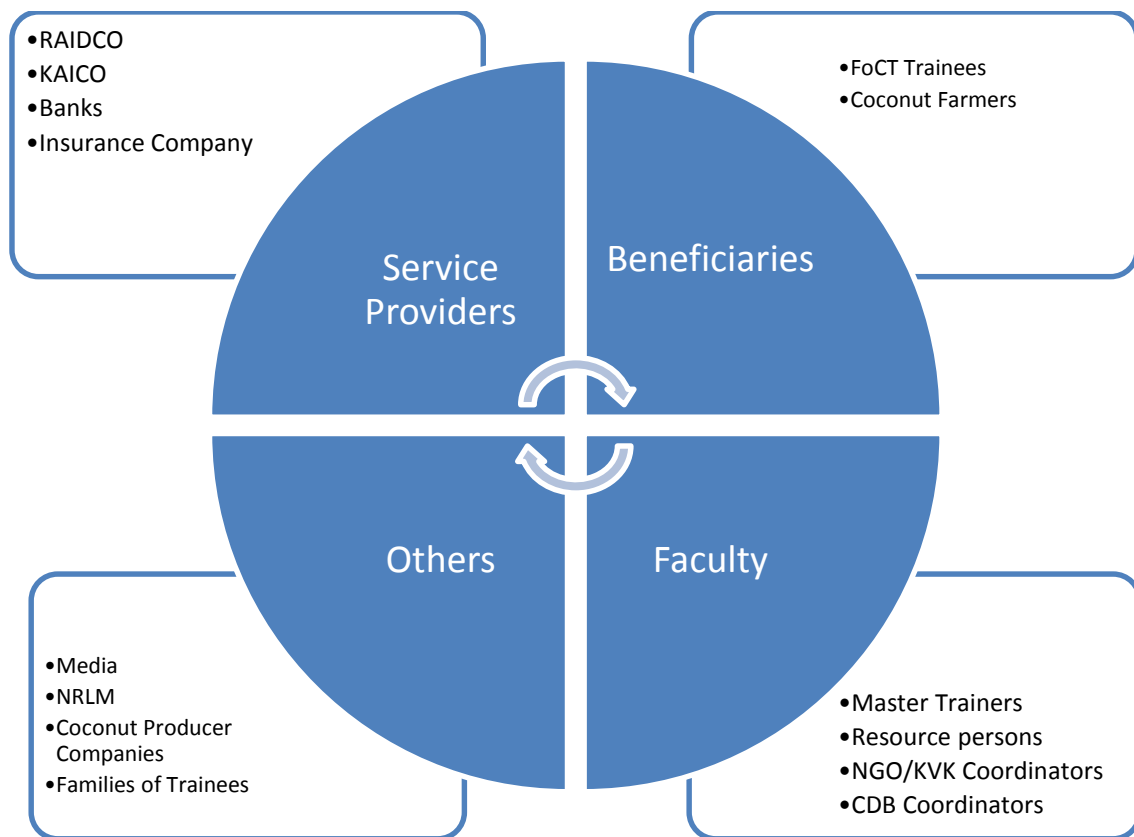 •RAIDCO
•KAICO
•Banks
•Insurance Company
•FoCT Trainees
•Coconut Farmers
Service
Providers
Beneficiaries
Others
Faculty
•Media
•NRLM
•Coconut Producer
Companies
•Families of Trainees
•Master Trainers
•Resource persons
•NGO/KVK Coordinators
•CDB Coordinators